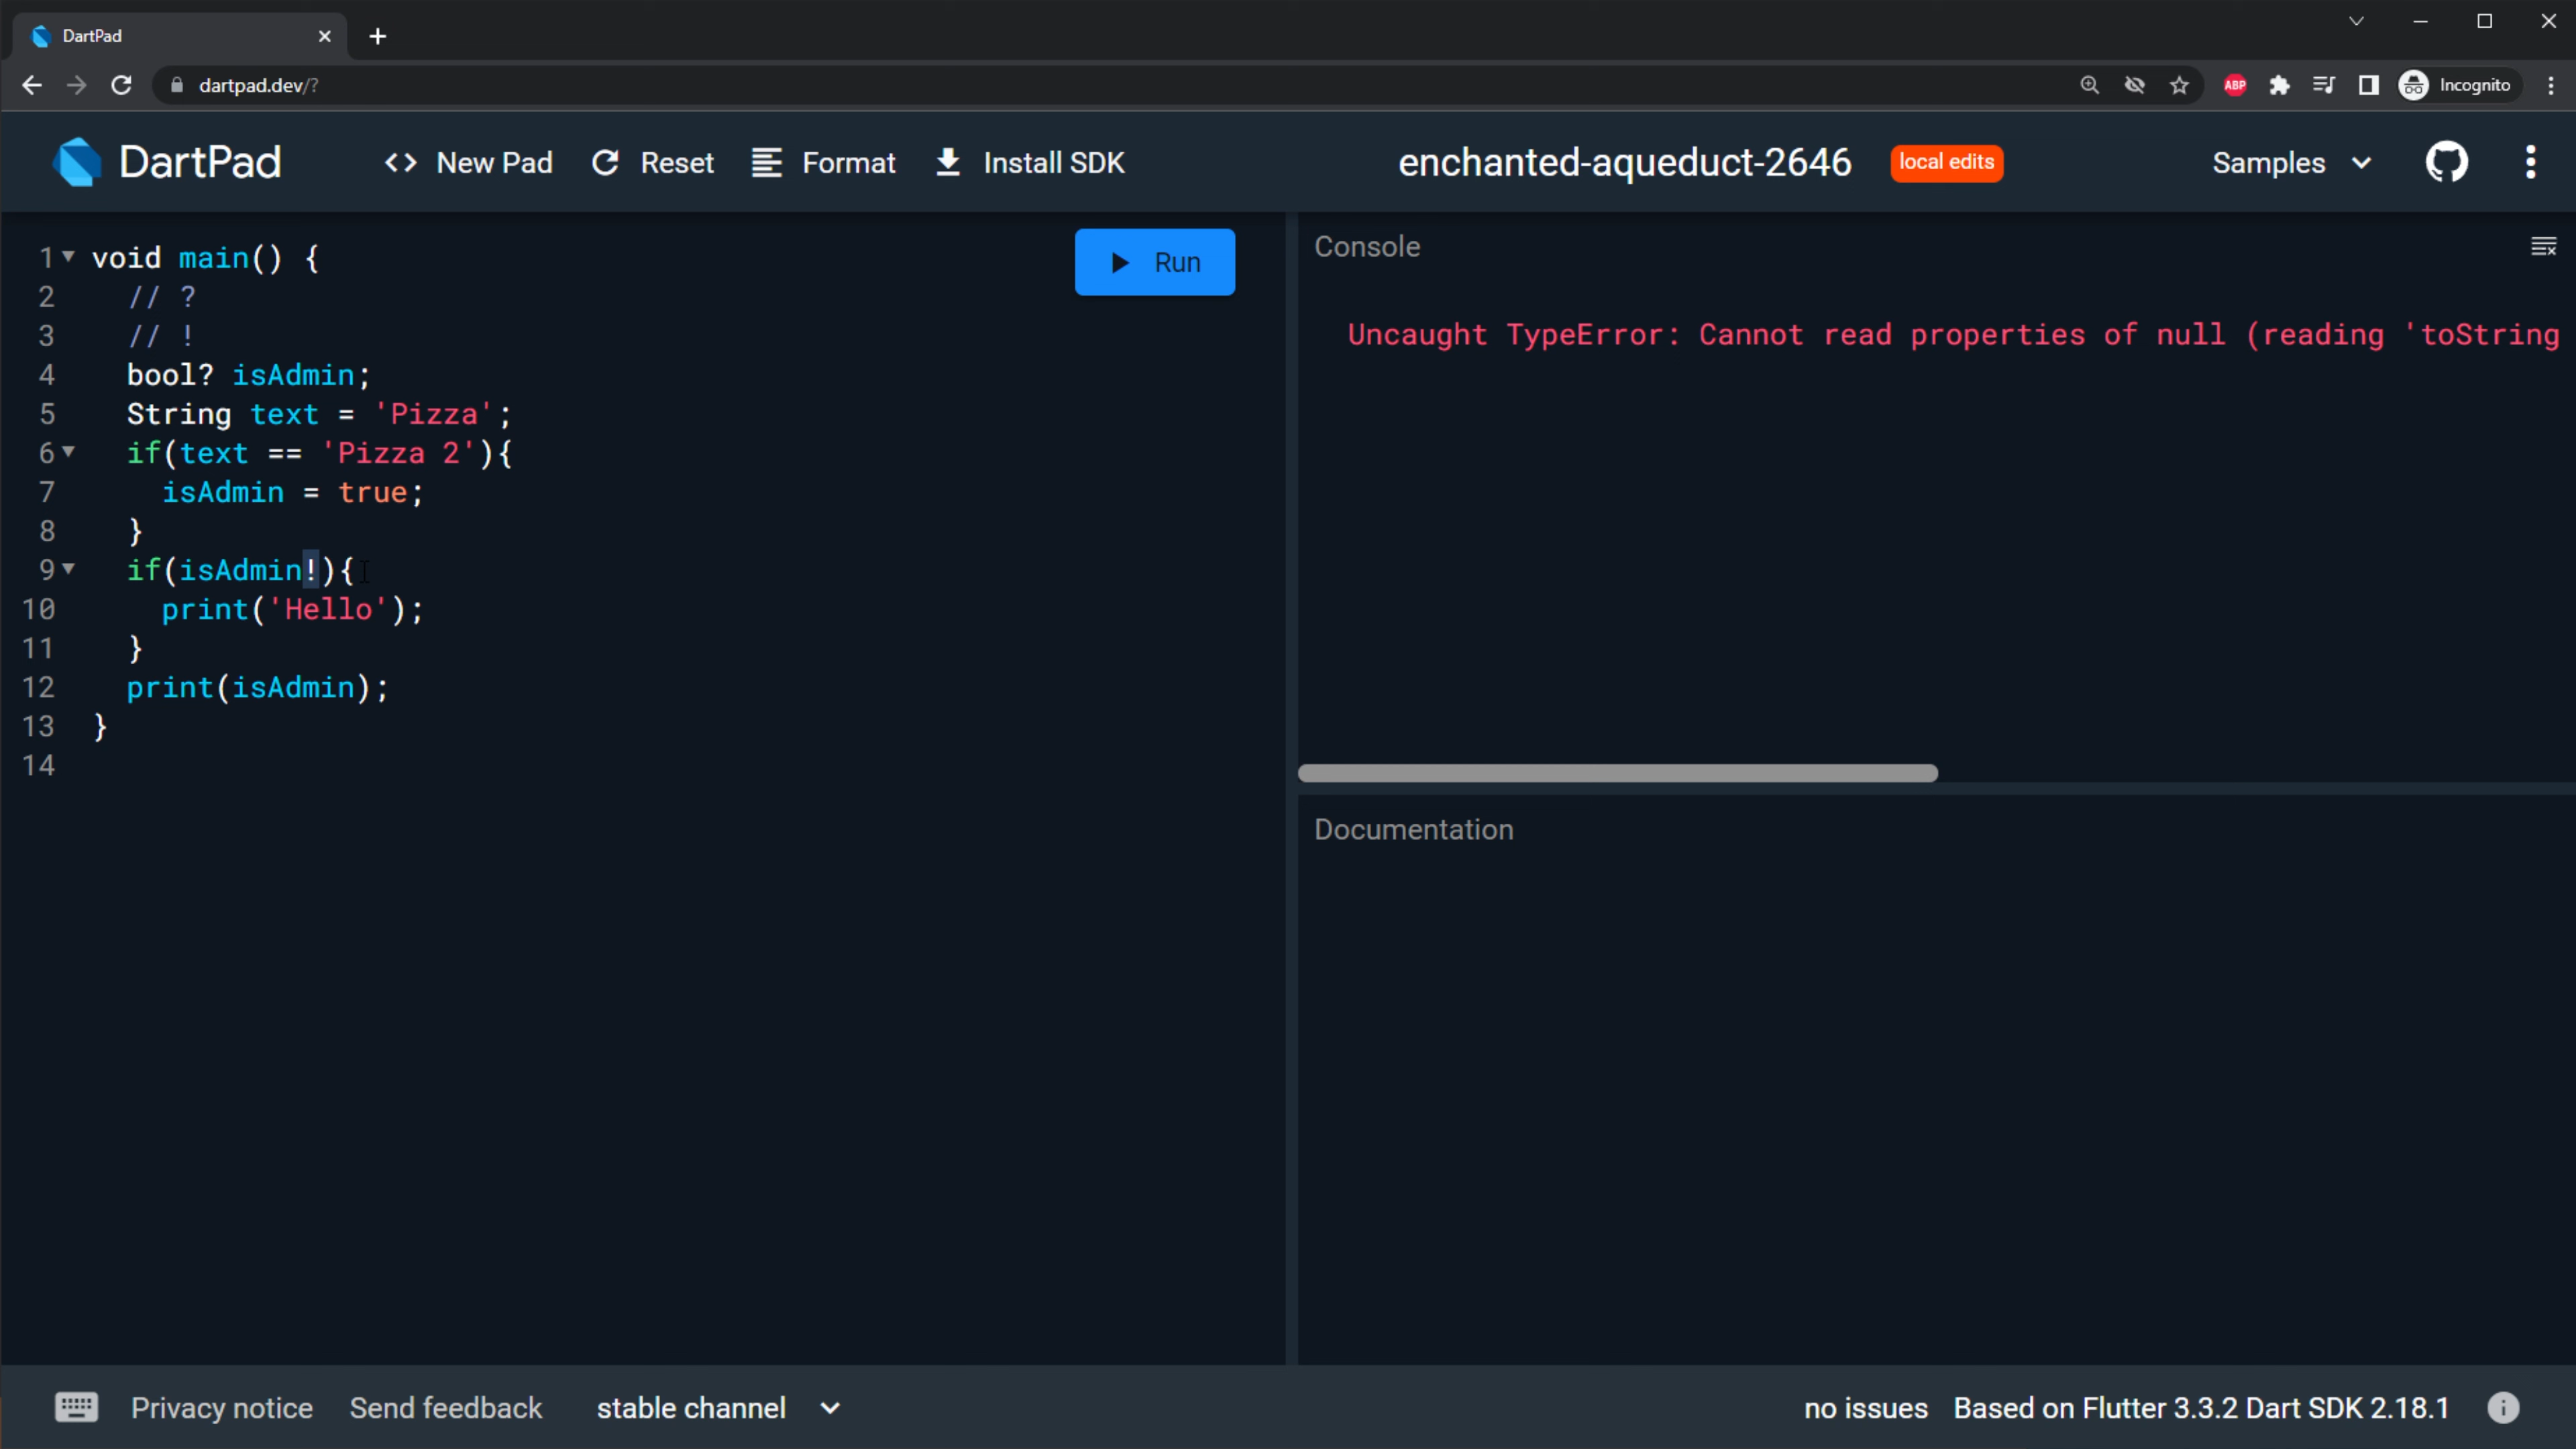 DartPad
dartpad.dev/?
ABP
Incognito
DartPad
<> New Pad
Reset
Format
Install SDK
enchanted-aqueduct-2646
local edits
Samples
1 void main() {
2 // ?
3 // !
4 bool? isAdmin;
5 String text = 'Pizza';
6 if(text == 'Pizza 2'){
7 isAdmin = true;
8 }
9 if(isAdmin!){
10 print('Hello');
11 }
12 print(isAdmin);
13 }
14
Run
Console
Uncaught TypeError: Cannot read properties of null (reading 'toString
Documentation
Privacy notice
Send feedback
stable channel
no issues
Based on Flutter 3.3.2 Dart SDK 2.18.1